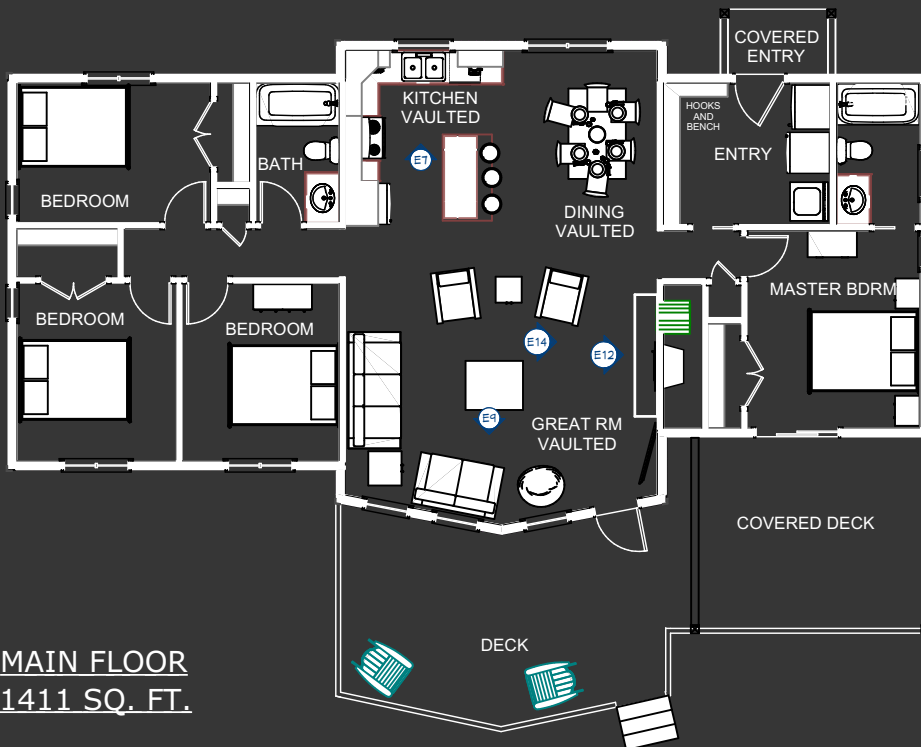 COVERED
ENTRY
KITCHEN
VAULTED
HOOKS
AND
BENCH
ENTRY
BATH
E7
BEDROOM
DINING
VAULTED
MASTER BDRM
BEDROOM
BEDROOM
E14
E12
E9
GREAT RM
VAULTED
COVERED DECK
DECK
MAIN FLOOR
1411 SQ. FT.